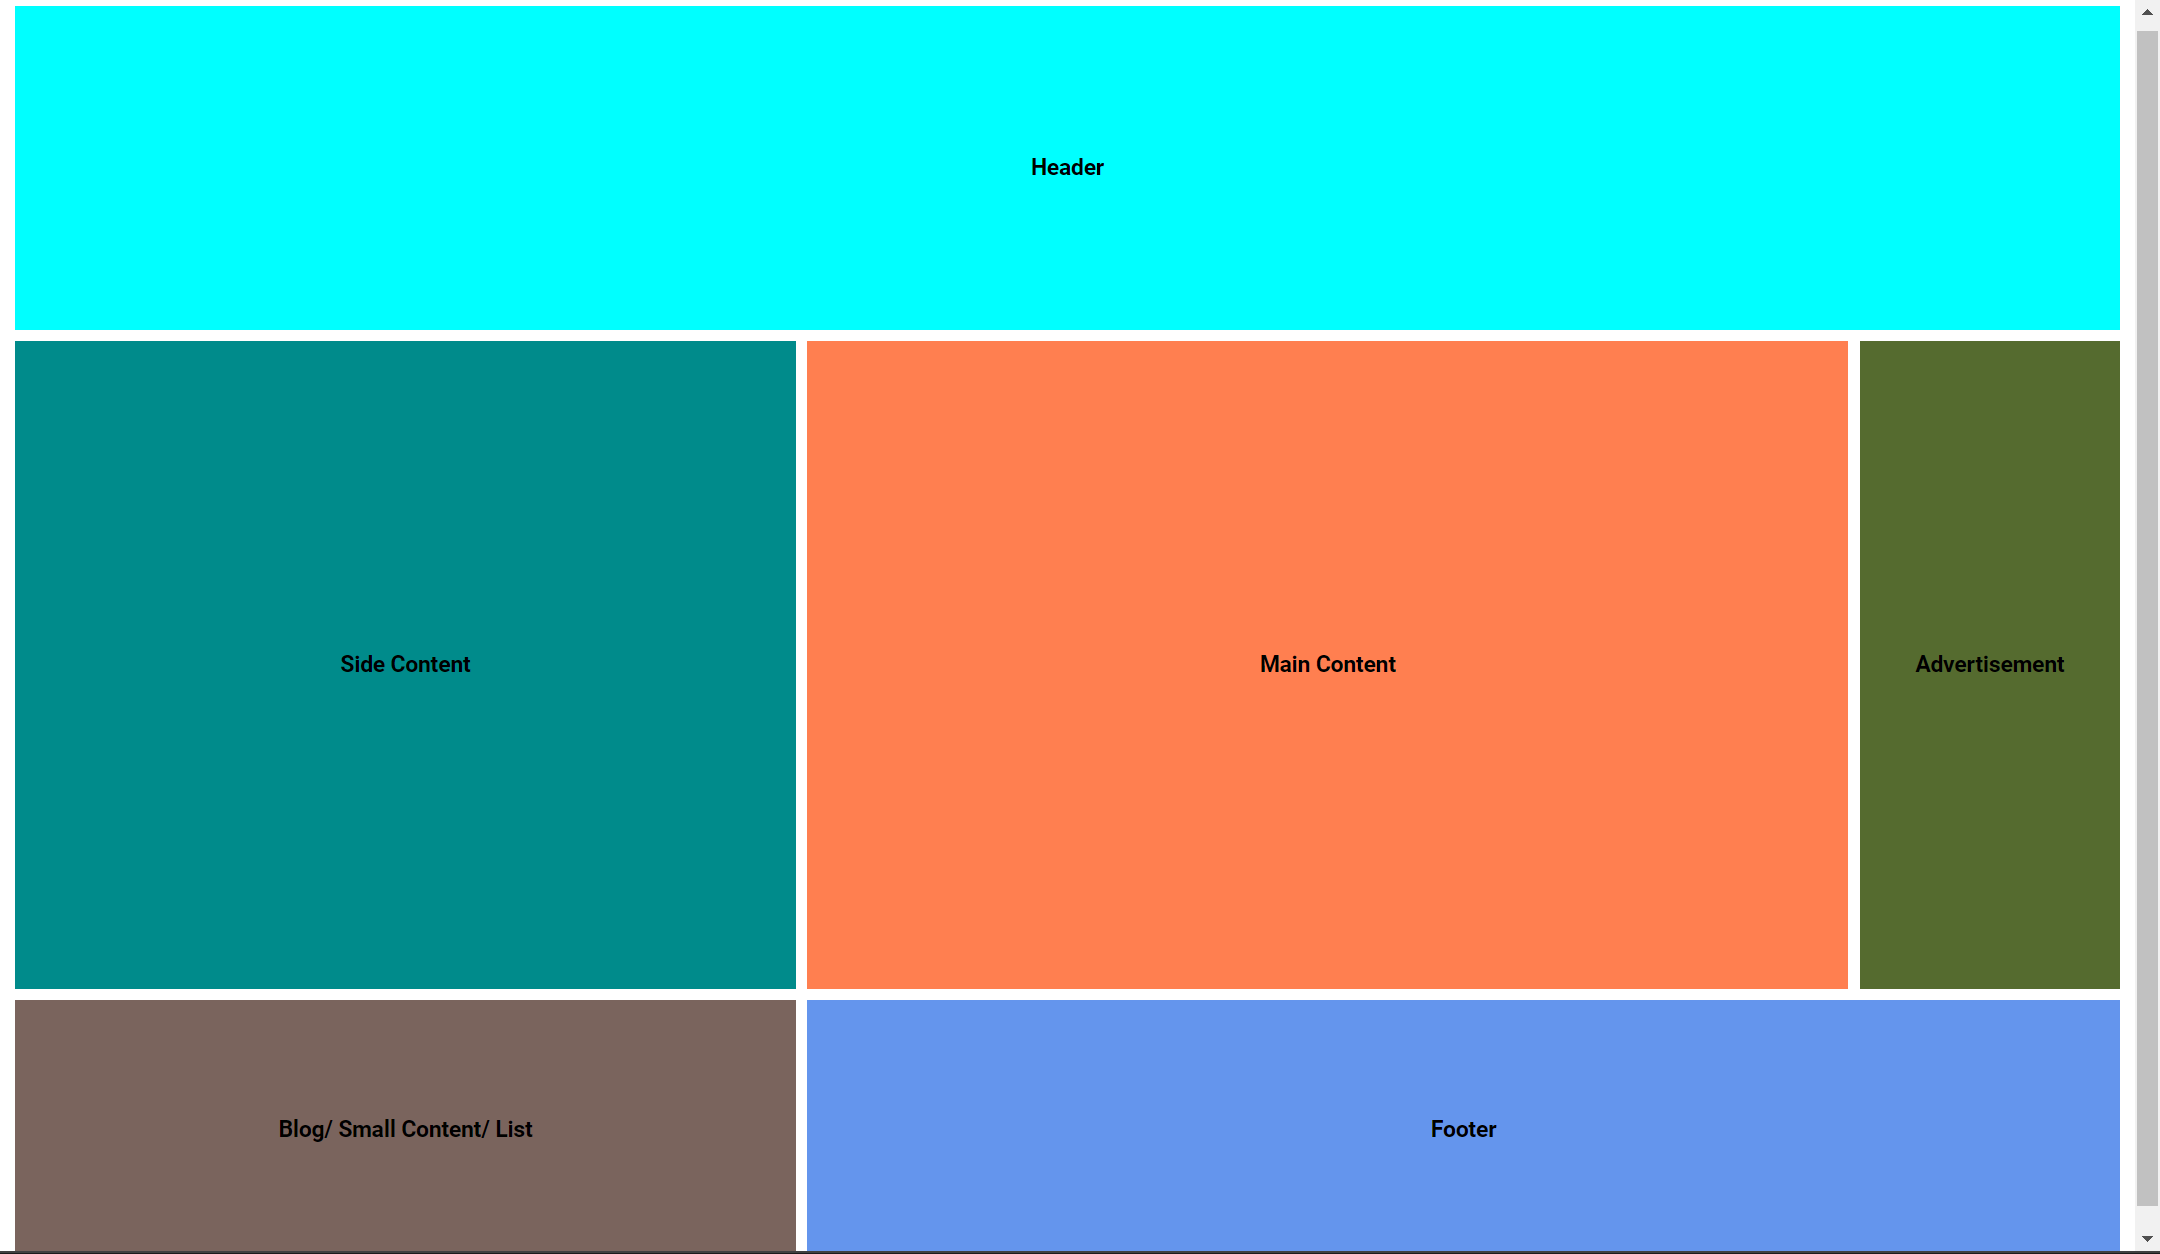 Header
Side Content
Main Content
Advertisement
Blog/ Small Content/ List
Footer